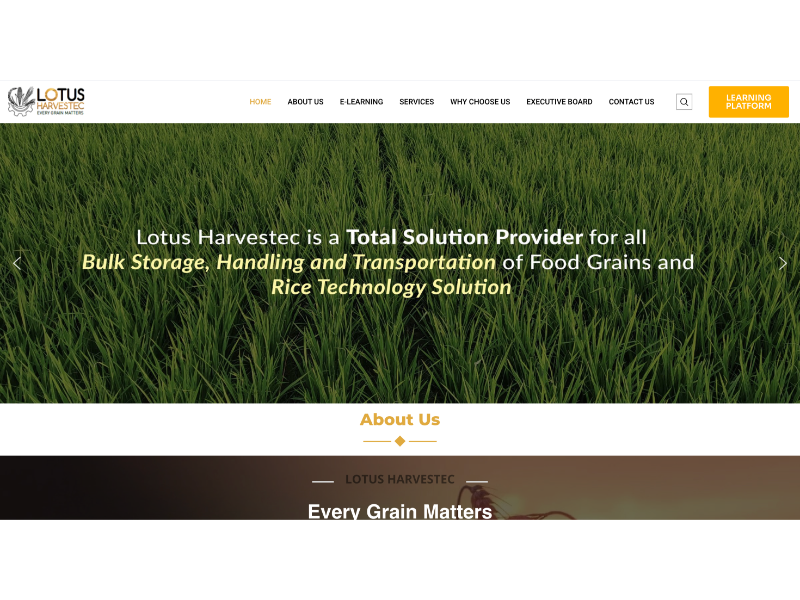 LOTUS
HARVESTEC
EVERY GRAIN MATTERS
HOME ABOUT US E-LEARNING SERVICES WHY CHOOSE US EXECUTIVE BOARD CONTACT US
LEARNING
PLATFORM
Lotus Harvestec is a Total Solution Provider for all
Bulk Storage, Handling and Transportation of Food Grains and
Rice Technology Solution
About Us
LOTUS HARVESTEC
Every Grain Matters